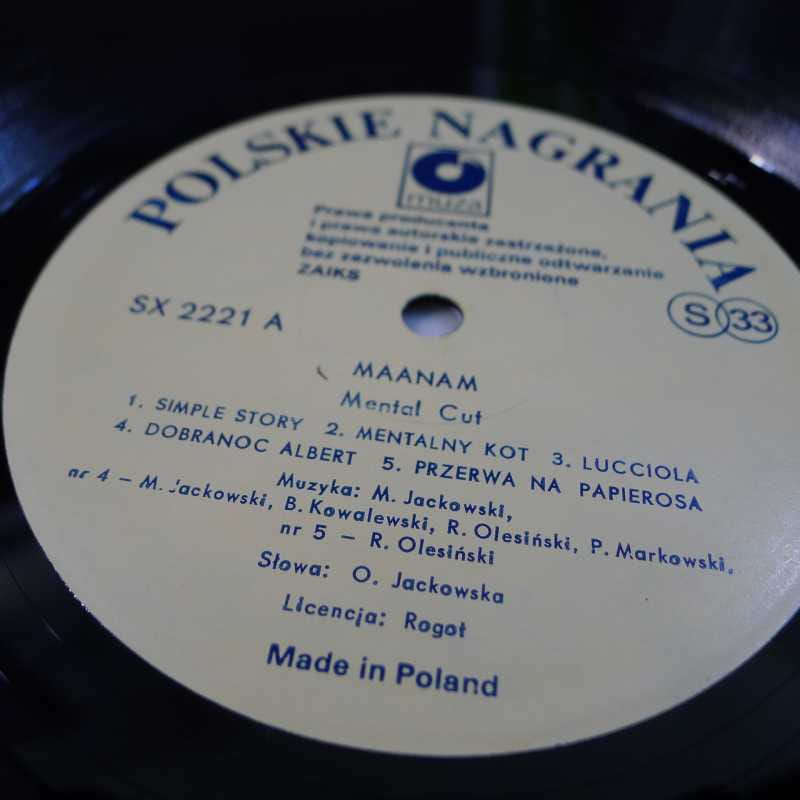 POLSKIE NAGRANIA
muza
Prawa producenta
i prawa autorskie zastrzeżone,
kopiowanie i publiczne odtwarzanie
bez zezwolenia wzbronione
ZAIKS
S 33
SX 2221 A
MAANAM
Mental Cut
1. SIMPLE STORY 2. MENTALNY KOT 3. LUCCIOLA
4. DOBRANOC ALBERT 5. PRZERWA NA PAPIEROSA
Muzyka: M. Jackowski,
nr 4 – M. Jackowski, B. Kowalewski, R. Olesiński, P. Markowski.
nr 5 – R. Olesiński
Słowa: O. Jackowska
Licencja: Rogot
Made in Poland